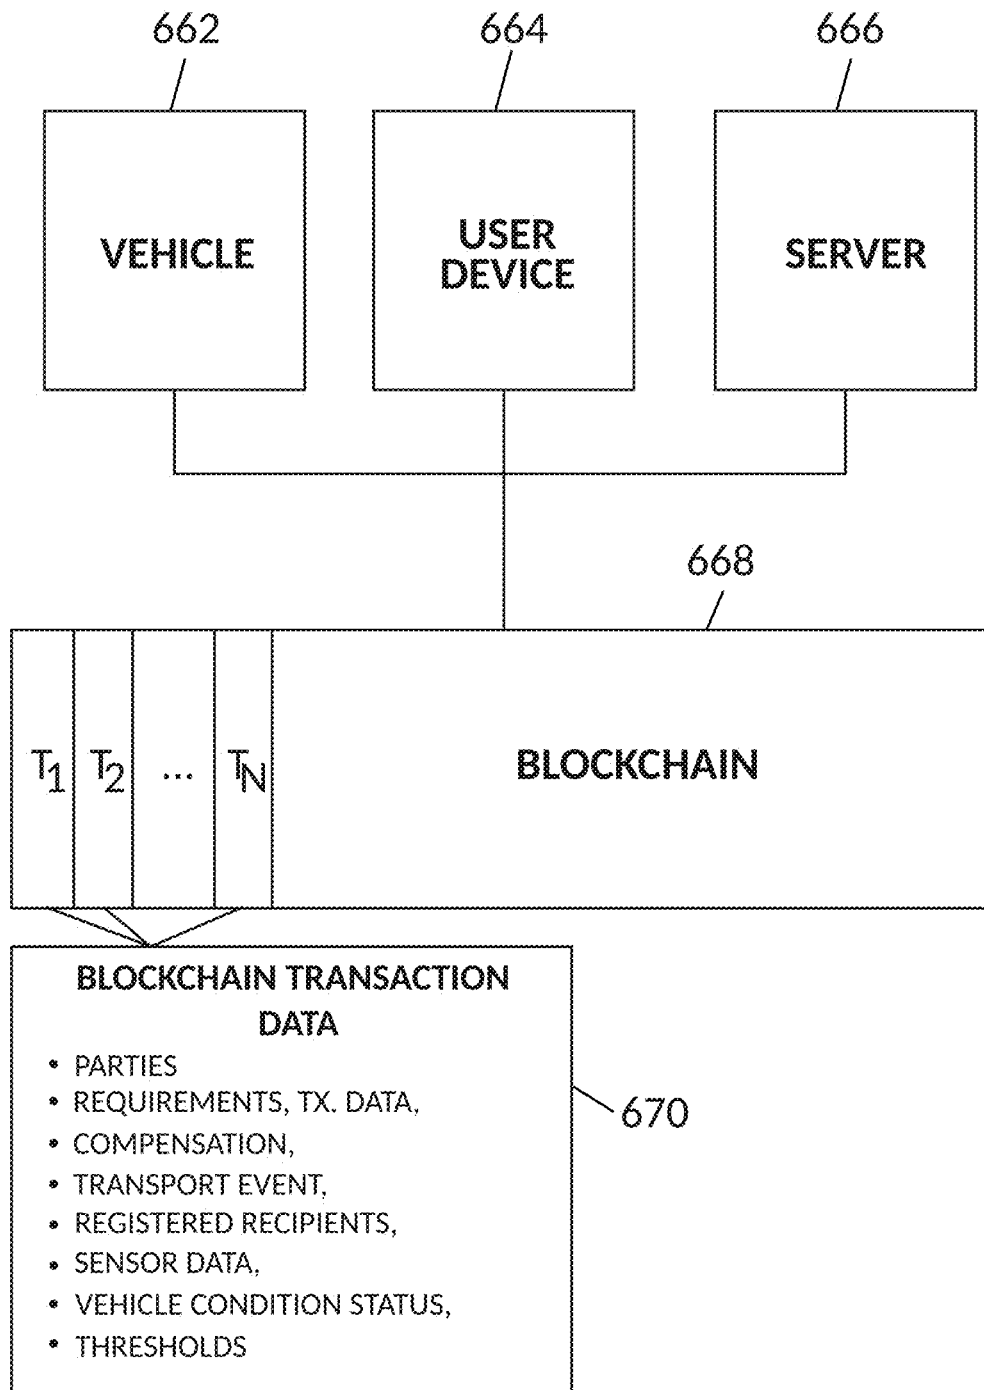 662 664 666
VEHICLE USER DEVICE SERVER
668
T1 T2 ... TN BLOCKCHAIN
BLOCKCHAIN TRANSACTION
DATA
• PARTIES
• REQUIREMENTS, TX. DATA,
• COMPENSATION,
• TRANSPORT EVENT,
• REGISTERED RECIPIENTS,
• SENSOR DATA,
• VEHICLE CONDITION STATUS,
• THRESHOLDS
670